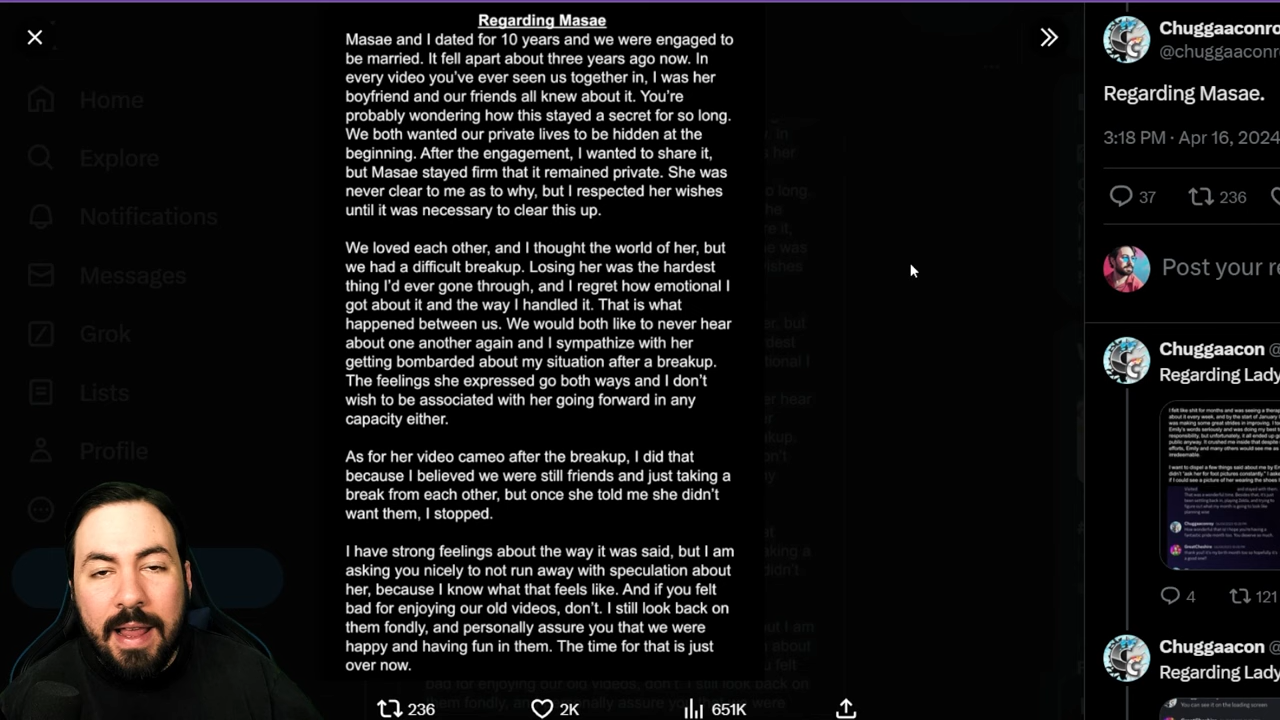 Regarding Masae
Masae and I dated for 10 years and we were engaged to
be married. It fell apart about three years ago now. In
every video you've ever seen us together in, I was her
boyfriend and our friends all knew about it. You're
probably wondering how this stayed a secret for so long.
We both wanted our private lives to be hidden at the
beginning. After the engagement, I wanted to share it,
but Masae stayed firm that it remained private. She was
never clear to me as to why, but I respected her wishes
until it was necessary to clear this up.
We loved each other, and I thought the world of her, but
we had a difficult breakup. Losing her was the hardest
thing I'd ever gone through, and I regret how emotional I
got about it and the way I handled it. That is what
happened between us. We would both like to never hear
about one another again and I sympathize with her
getting bombarded about my situation after a breakup.
The feelings she expressed go both ways and I don't
wish to be associated with her going forward in any
capacity either.
As for her video cameos after the breakup, I did that
because I believed we were still friends and just taking a
break from each other, but once she told me she didn't
want them, I stopped.
I have strong feelings about the way it was said, but I am
asking you nicely to not run away with speculation about
her, because I know what that feels like. And if you felt
bad for enjoying our old videos, don't. I still look back on
them fondly, and personally assure you that we were
happy and having fun in them. The time for that is just
over now.
236
2K
651K
Home
Explore
Notifications
Messages
Grok
Lists
Profile
Chuggaaconro
@chuggaaconr
Regarding Masae.
3:18 PM · Apr 16, 2024
37
236
Post your re
Chuggaacon @
Regarding Lady
4
121
Chuggaacon @
Regarding Lady